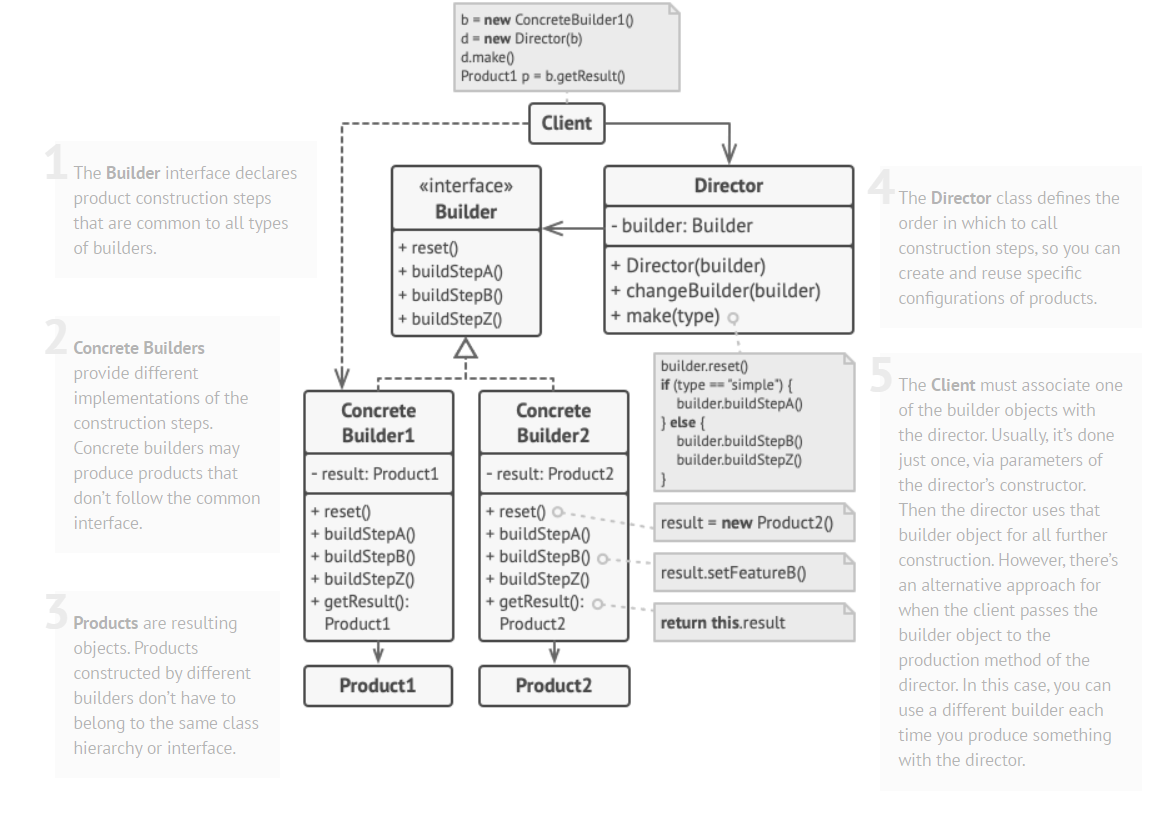 b = new ConcreteBuilder1()
d = new Director(b)
d.make()
Product1 p = b.getResult()
Client
1
The Builder interface declares
product construction steps
that are common to all types
of builders.
«interface»
Builder
+ reset()
+ buildStepA()
+ buildStepB()
+ buildStepZ()
Director
- builder: Builder
+ Director(builder)
+ changeBuilder(builder)
+ make(type)
4
The Director class defines the
order in which to call
construction steps, so you can
create and reuse specific
configurations of products.
2
Concrete Builders
provide different
implementations of the
construction steps.
Concrete builders may
produce products that
don't follow the common
interface.
Concrete
Builder1
- result: Product1
+ reset()
+ buildStepA()
+ buildStepB()
+ buildStepZ()
+ getResult():
Product1
Concrete
Builder2
- result: Product2
+ reset()
+ buildStepA()
+ buildStepB()
+ buildStepZ()
+ getResult():
Product2
builder.reset()
if (type == "simple") {
builder.buildStepA()
} else {
builder.buildStepB()
builder.buildStepZ()
}
result = new Product2()
result.setFeatureB()
return this.result
5
The Client must associate one
of the builder objects with
the director. Usually, it's done
just once, via parameters of
the director's constructor.
Then the director uses that
builder object for all further
construction. However, there's
an alternative approach for
when the client passes the
builder object to the
production method of the
director. In this case, you can
use a different builder each
time you produce something
with the director.
3
Products are resulting
objects. Products
constructed by different
builders don't have to
belong to the same class
hierarchy or interface.
Product1
Product2